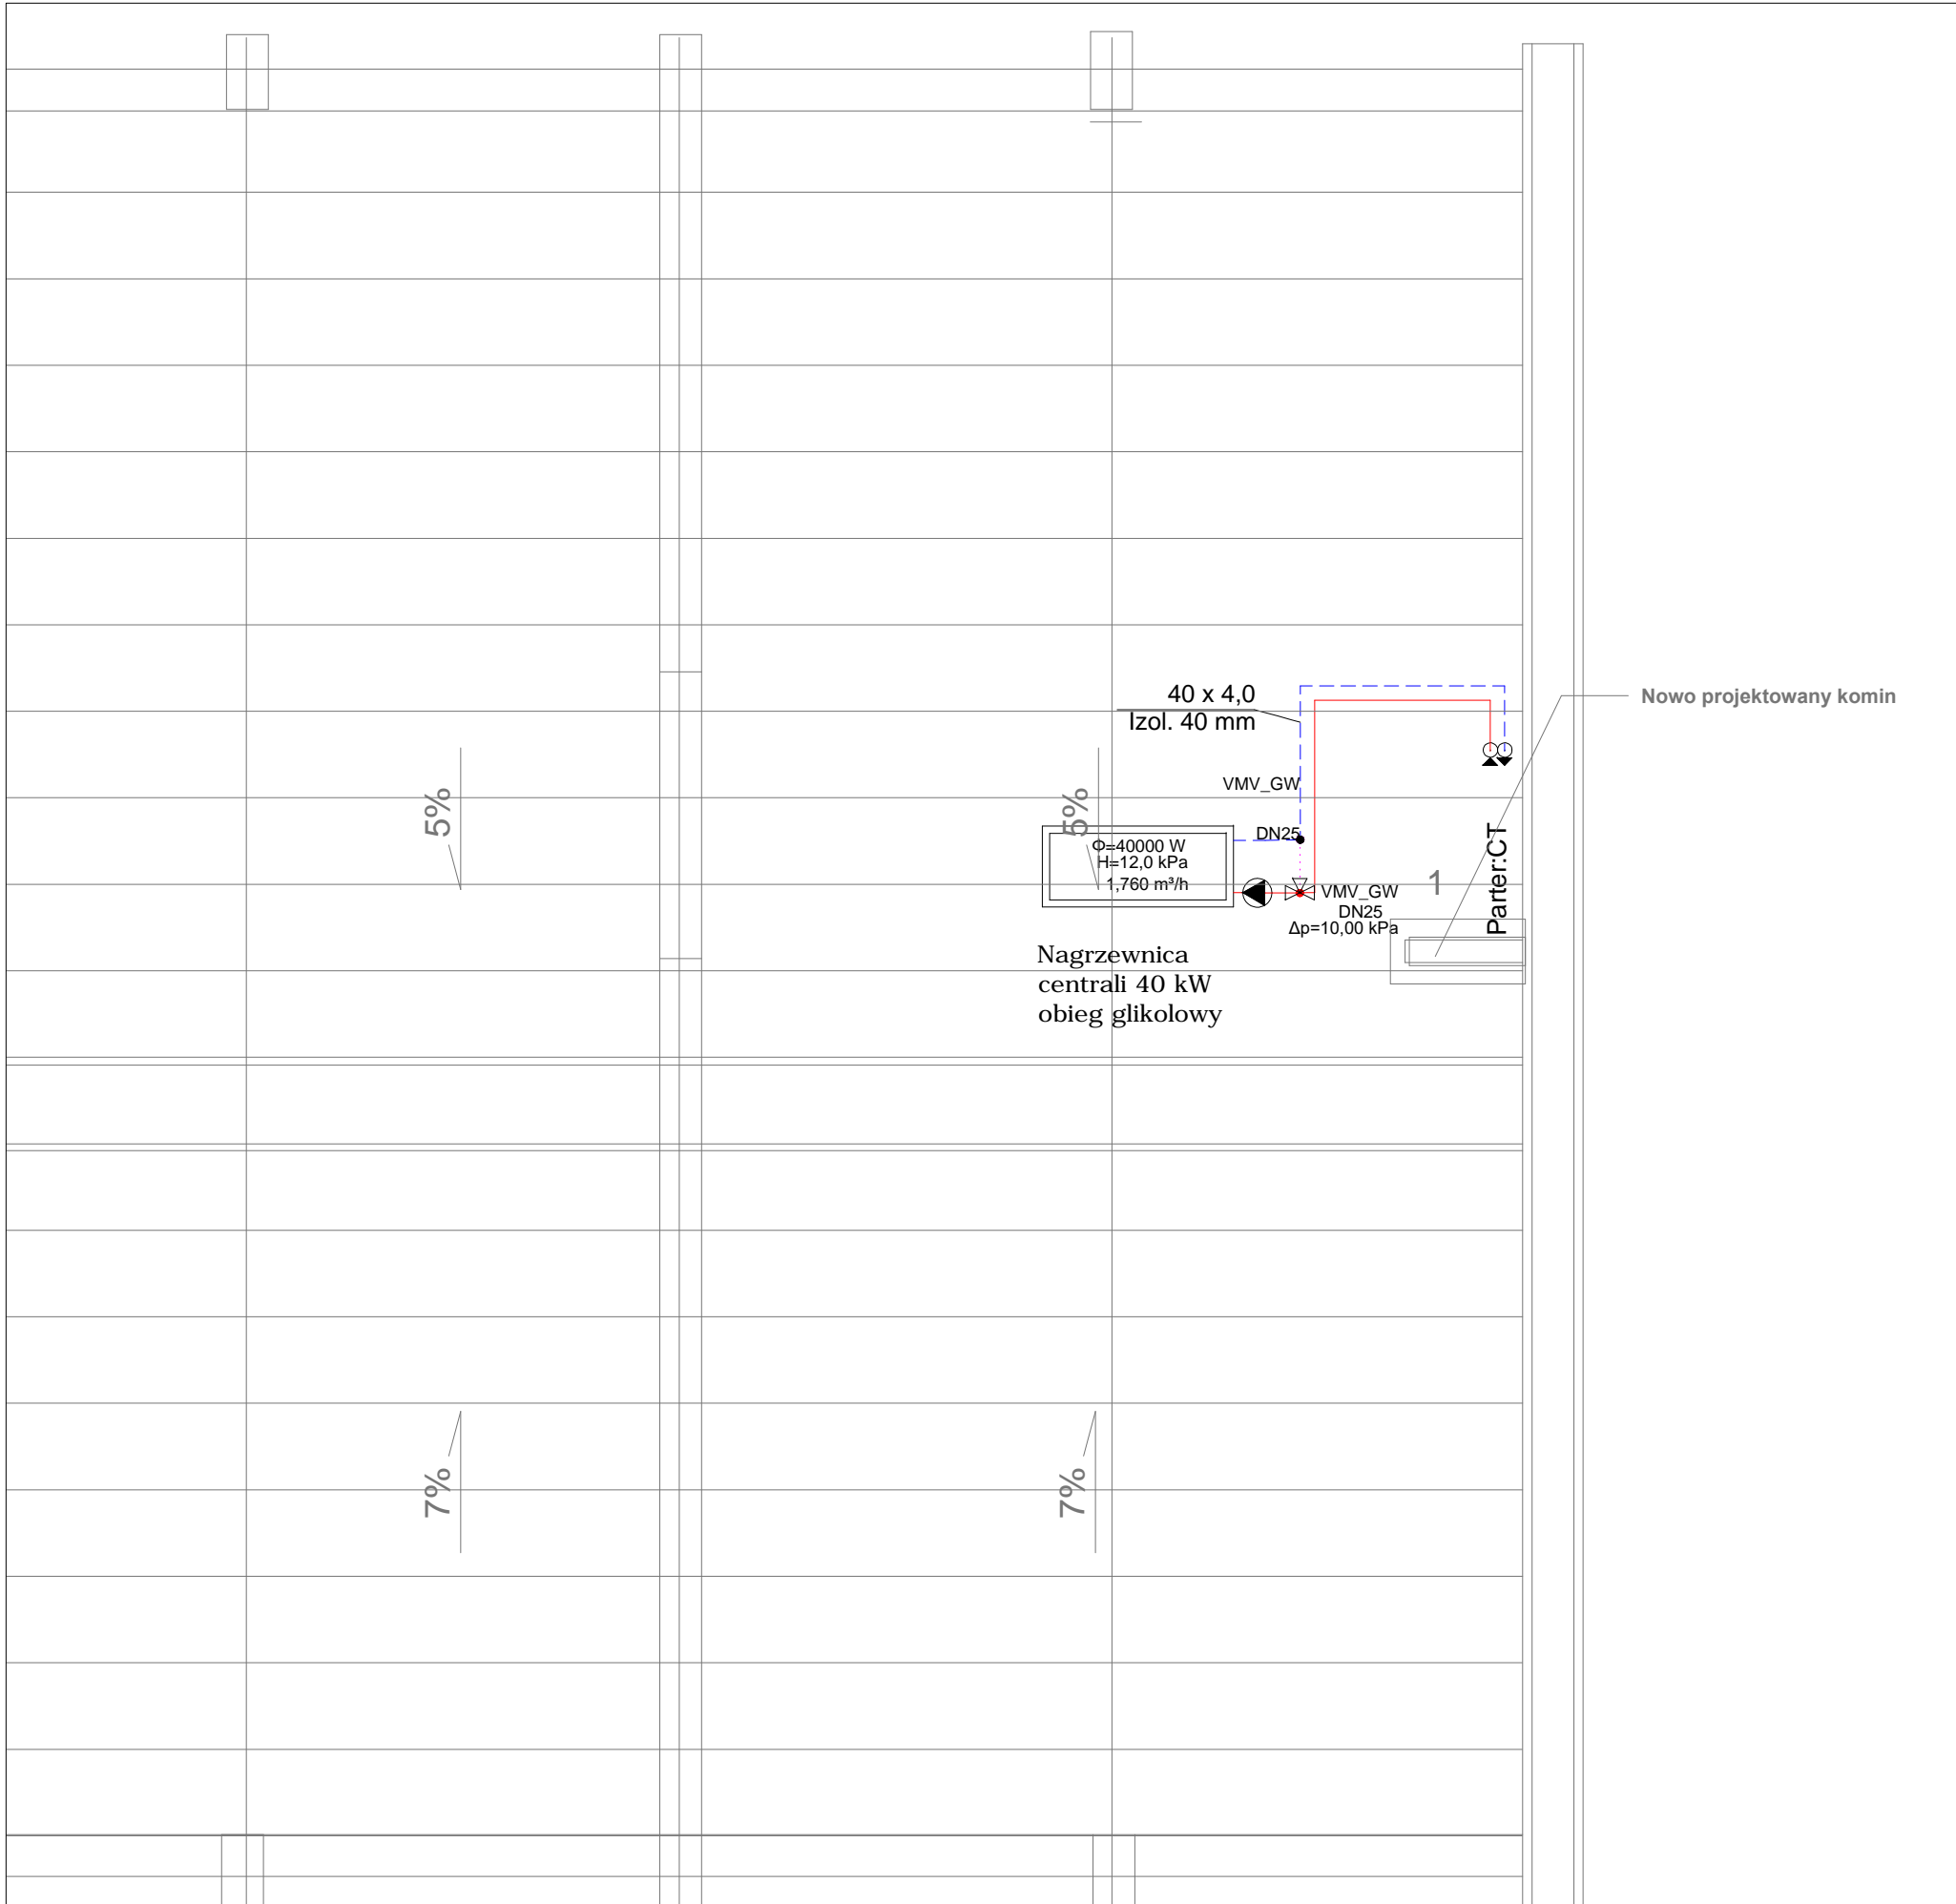 40 x 4,0
Izol. 40 mm
Nowo projektowany komin
VMV_GW
5%
5%
DN25
Φ=40000 W
H=12,0 kPa
1,760 m³/h
Parter:CT
1
VMV_GW
DN25
Δp=10,00 kPa
Nagrzewnica
centrali 40 kW
obieg glikolowy
7%
7%